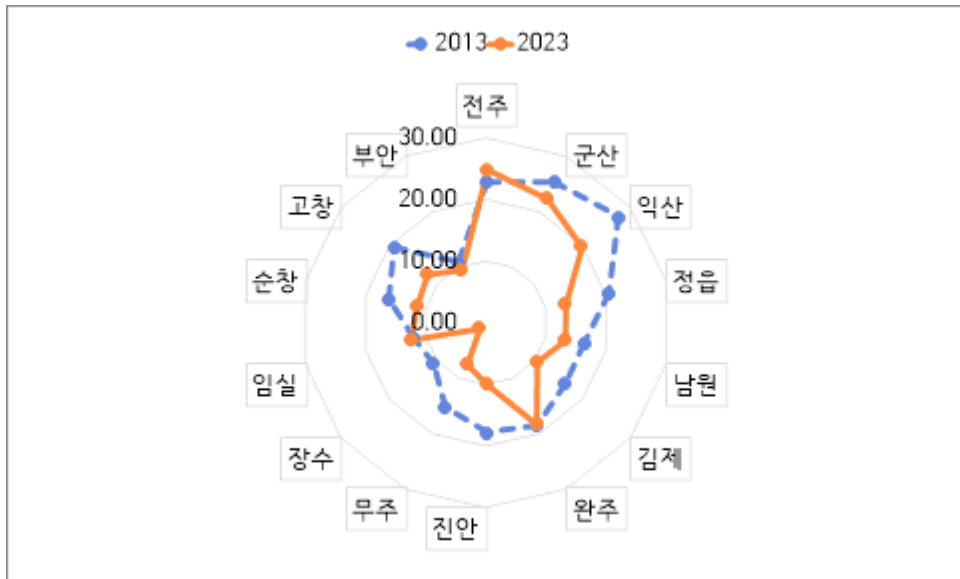 2013 2023
전주
30.00
부안 군산
20.00
고창 익산
10.00
순창 정읍
0.00
임실 남원
장수 김제
무주 완주
진안